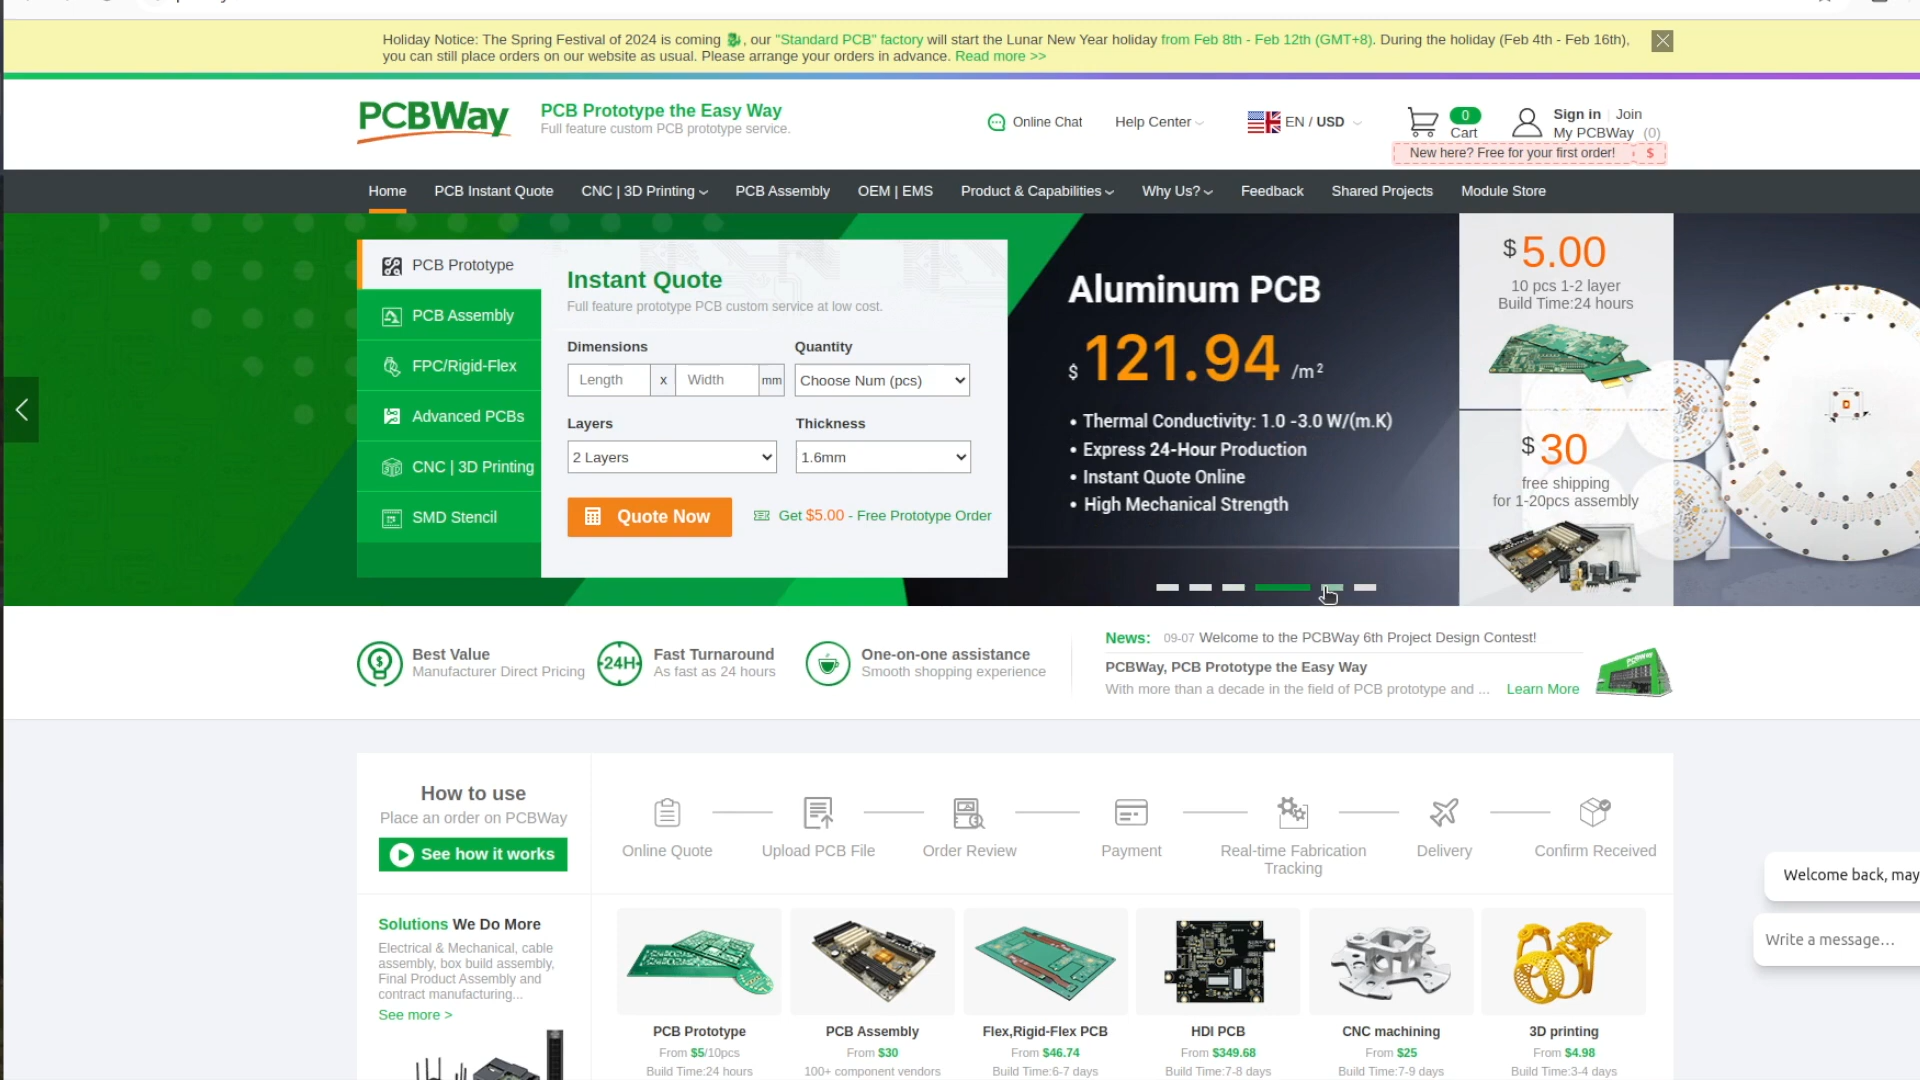 Holiday Notice: The Spring Festival of 2024 is coming 🐉, our "Standard PCB" factory will start the Lunar New Year holiday from Feb 8th - Feb 12th (GMT+8). During the holiday (Feb 4th - Feb 16th),
you can still place orders on our website as usual. Please arrange your orders in advance. Read more >>
PCBWay
PCB Prototype the Easy Way
Full feature custom PCB prototype service.
Online Chat
Help Center
EN / USD
0
Cart
Sign in | Join
My PCBWay (0)
New here? Free for your first order! $
Home PCB Instant Quote CNC | 3D Printing PCB Assembly OEM | EMS Product & Capabilities Why Us? Feedback Shared Projects Module Store
PCB Prototype
PCB Assembly
FPC/Rigid-Flex
Advanced PCBs
CNC | 3D Printing
SMD Stencil
Instant Quote
Full feature prototype PCB custom service at low cost.
Dimensions Quantity
Length x Width mm Choose Num (pcs)
Layers Thickness
2 Layers 1.6mm
Quote Now Get $5.00 - Free Prototype Order
Aluminum PCB
$ 121.94 /m²
• Thermal Conductivity: 1.0 -3.0 W/(m.K)
• Express 24-Hour Production
• Instant Quote Online
• High Mechanical Strength
$ 5.00
10 pcs 1-2 layer
Build Time:24 hours
$ 30
free shipping
for 1-20pcs assembly
Best Value
Manufacturer Direct Pricing
24H
Fast Turnaround
As fast as 24 hours
One-on-one assistance
Smooth shopping experience
News: 09-07 Welcome to the PCBWay 6th Project Design Contest!
PCBWay, PCB Prototype the Easy Way
With more than a decade in the field of PCB prototype and ... Learn More
How to use
Place an order on PCBWay
See how it works
Online Quote
Upload PCB File
Order Review
Payment
Real-time Fabrication
Tracking
Delivery
Confirm Received
Solutions We Do More
Electrical & Mechanical, cable
assembly, box build assembly,
Final Product Assembly and
contract manufacturing...
See more >
PCB Prototype
From $5/10pcs
Build Time:24 hours
PCB Assembly
From $30
100+ component vendors
Flex,Rigid-Flex PCB
From $46.74
Build Time:6-7 days
HDI PCB
From $349.68
Build Time:7-8 days
CNC machining
From $25
Build Time:7-9 days
3D printing
From $4.98
Build Time:3-4 days
Welcome back, may
Write a message...